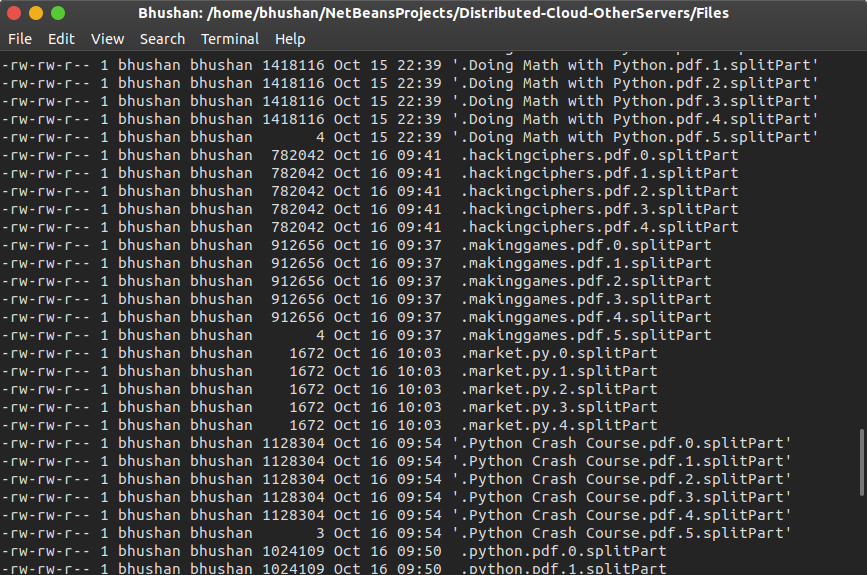 Bhushan: /home/bhushan/NetBeansProjects/Distributed-Cloud-OtherServers/Files
File Edit View Search Terminal Help
-rw-rw-r-- 1 bhushan bhushan 1418116 Oct 15 22:39 '.Doing Math with Python.pdf.1.splitPart'
-rw-rw-r-- 1 bhushan bhushan 1418116 Oct 15 22:39 '.Doing Math with Python.pdf.2.splitPart'
-rw-rw-r-- 1 bhushan bhushan 1418116 Oct 15 22:39 '.Doing Math with Python.pdf.3.splitPart'
-rw-rw-r-- 1 bhushan bhushan 1418116 Oct 15 22:39 '.Doing Math with Python.pdf.4.splitPart'
-rw-rw-r-- 1 bhushan bhushan       4 Oct 15 22:39 '.Doing Math with Python.pdf.5.splitPart'
-rw-rw-r-- 1 bhushan bhushan  782042 Oct 16 09:41  .hackingciphers.pdf.0.splitPart
-rw-rw-r-- 1 bhushan bhushan  782042 Oct 16 09:41  .hackingciphers.pdf.1.splitPart
-rw-rw-r-- 1 bhushan bhushan  782042 Oct 16 09:41  .hackingciphers.pdf.2.splitPart
-rw-rw-r-- 1 bhushan bhushan  782042 Oct 16 09:41  .hackingciphers.pdf.3.splitPart
-rw-rw-r-- 1 bhushan bhushan  782042 Oct 16 09:41  .hackingciphers.pdf.4.splitPart
-rw-rw-r-- 1 bhushan bhushan  912656 Oct 16 09:37  .makinggames.pdf.0.splitPart
-rw-rw-r-- 1 bhushan bhushan  912656 Oct 16 09:37  .makinggames.pdf.1.splitPart
-rw-rw-r-- 1 bhushan bhushan  912656 Oct 16 09:37  .makinggames.pdf.2.splitPart
-rw-rw-r-- 1 bhushan bhushan  912656 Oct 16 09:37  .makinggames.pdf.3.splitPart
-rw-rw-r-- 1 bhushan bhushan  912656 Oct 16 09:37  .makinggames.pdf.4.splitPart
-rw-rw-r-- 1 bhushan bhushan       4 Oct 16 09:37  .makinggames.pdf.5.splitPart
-rw-rw-r-- 1 bhushan bhushan    1672 Oct 16 10:03  .market.py.0.splitPart
-rw-rw-r-- 1 bhushan bhushan    1672 Oct 16 10:03  .market.py.1.splitPart
-rw-rw-r-- 1 bhushan bhushan    1672 Oct 16 10:03  .market.py.2.splitPart
-rw-rw-r-- 1 bhushan bhushan    1672 Oct 16 10:03  .market.py.3.splitPart
-rw-rw-r-- 1 bhushan bhushan    1672 Oct 16 10:03  .market.py.4.splitPart
-rw-rw-r-- 1 bhushan bhushan 1128304 Oct 16 09:54 '.Python Crash Course.pdf.0.splitPart'
-rw-rw-r-- 1 bhushan bhushan 1128304 Oct 16 09:54 '.Python Crash Course.pdf.1.splitPart'
-rw-rw-r-- 1 bhushan bhushan 1128304 Oct 16 09:54 '.Python Crash Course.pdf.2.splitPart'
-rw-rw-r-- 1 bhushan bhushan 1128304 Oct 16 09:54 '.Python Crash Course.pdf.3.splitPart'
-rw-rw-r-- 1 bhushan bhushan 1128304 Oct 16 09:54 '.Python Crash Course.pdf.4.splitPart'
-rw-rw-r-- 1 bhushan bhushan       3 Oct 16 09:54 '.Python Crash Course.pdf.5.splitPart'
-rw-rw-r-- 1 bhushan bhushan 1024109 Oct 16 09:50  .python.pdf.0.splitPart
-rw-rw-r-- 1 bhushan bhushan 1024109 Oct 16 09:50  .python.pdf.1.splitPart